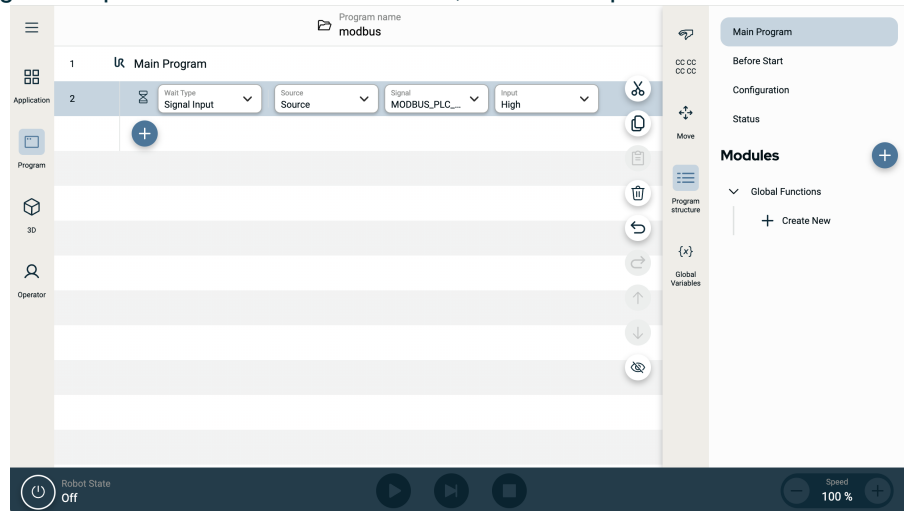 Program name
modbus
Application
Program
3D
Operator
1 Main Program
2
Wait Type
Signal Input
Source
Source
Signal
MODBUS_PLC_...
Input
High
CC CC
CC CC
Move
Program
structure
{x}
Global
Variables
Main Program
Before Start
Configuration
Status
Modules
Global Functions
Create New
Robot State
Off
Speed
100 %